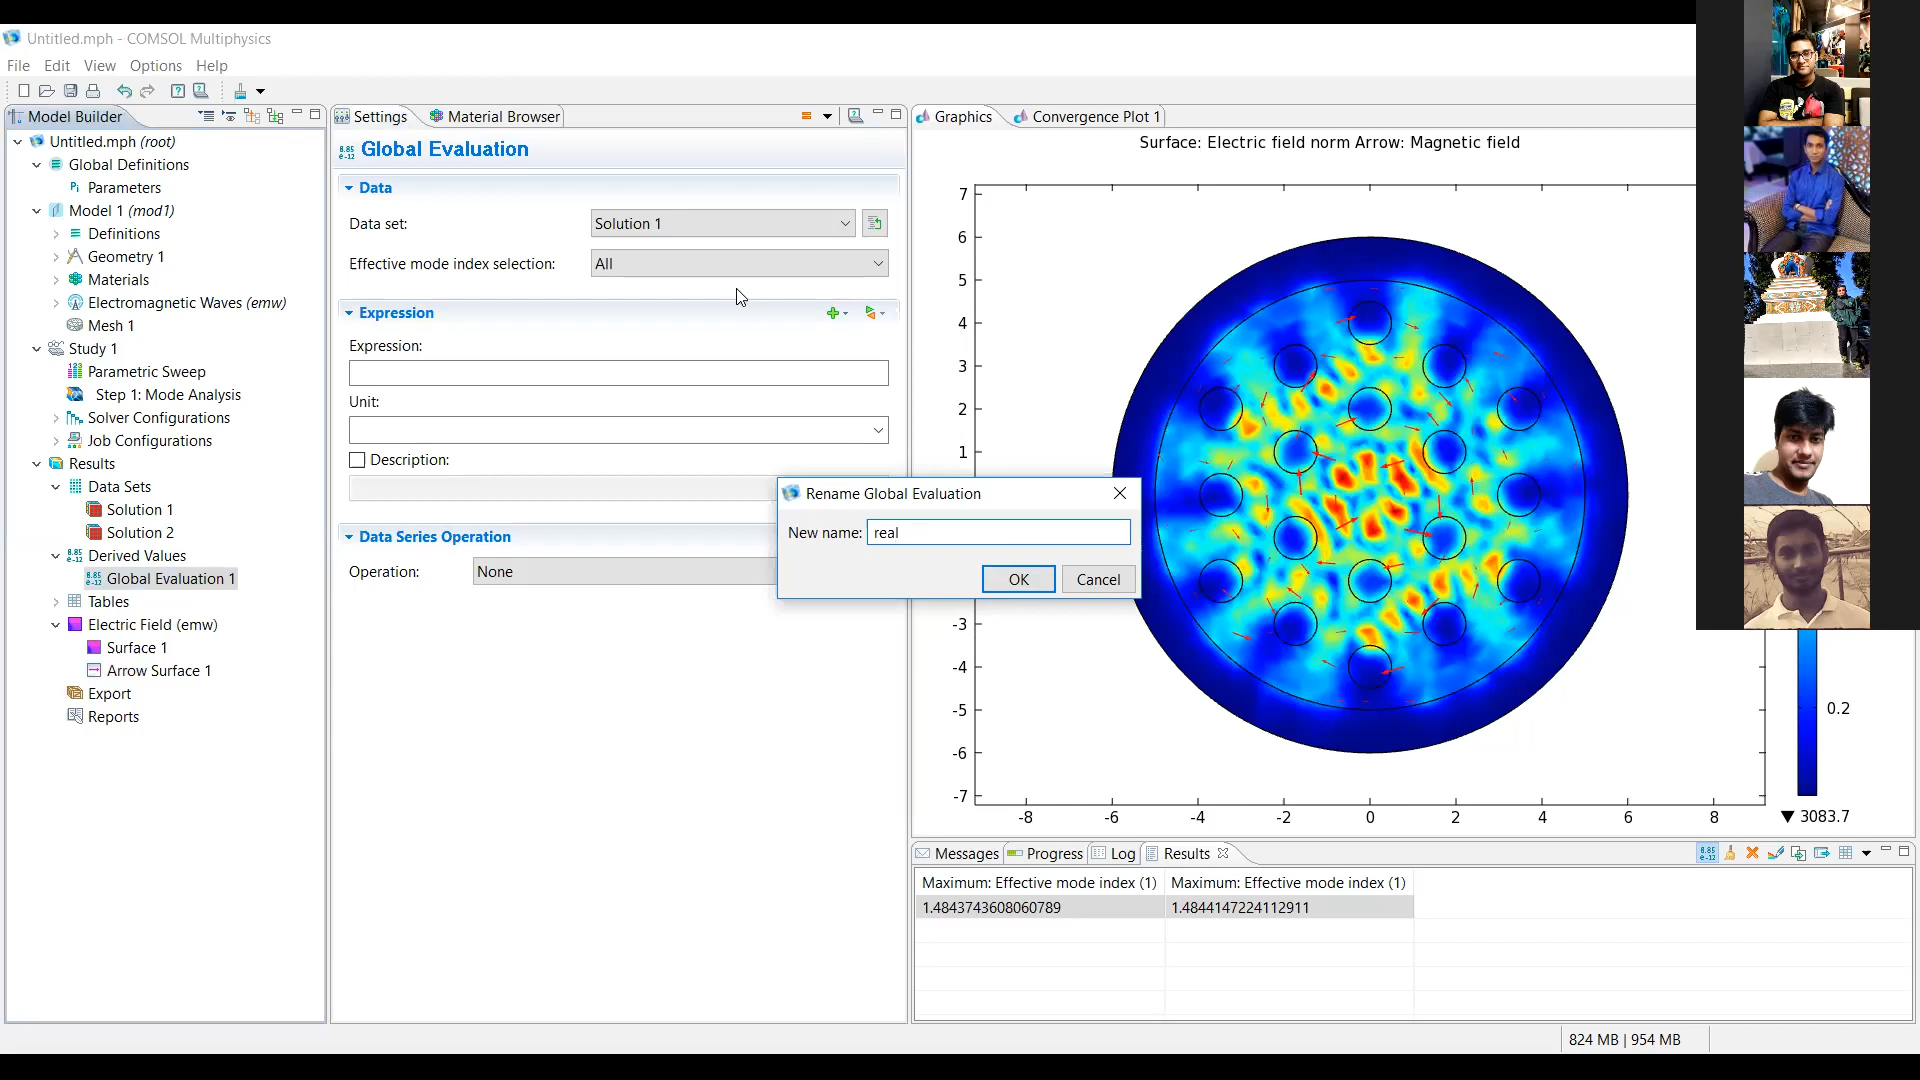 Untitled.mph - COMSOL Multiphysics
File Edit View Options Help
Model Builder
Untitled.mph (root)
Global Definitions
Pi Parameters
Model 1 (mod1)
Definitions
Geometry 1
Materials
Electromagnetic Waves (emw)
Mesh 1
Study 1
Parametric Sweep
Step 1: Mode Analysis
Solver Configurations
Job Configurations
Results
Data Sets
Solution 1
Solution 2
Derived Values
Global Evaluation 1
Tables
Electric Field (emw)
Surface 1
Arrow Surface 1
Export
Reports
Settings Material Browser
8.85 e-12 Global Evaluation
Data
Data set: Solution 1
Effective mode index selection: All
Expression
Expression:
Unit:
Description:
Data Series Operation
Operation: None
Rename Global Evaluation
New name: real
OK Cancel
Graphics Convergence Plot 1
Surface: Electric field norm Arrow: Magnetic field
7
6
5
4
3
2
1
-3
-4
-5
-6
-7
-8 -6 -4 -2 0 2 4 6 8
0.2
▼ 3083.7
Messages Progress Log Results
Maximum: Effective mode index (1) Maximum: Effective mode index (1)
1.4843743608060789 1.4844147224112911
824 MB | 954 MB